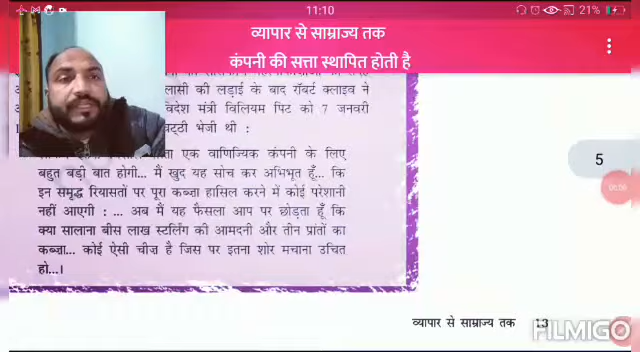 11:10
21%
व्यापार से साम्राज्य तक
कंपनी की सत्ता स्थापित होती है
लासी की लड़ाई के बाद रॉबर्ट क्लाइव ने
विदेश मंत्री विलियम पिट को 7 जनवरी
भेजी थी :
एक वाणिज्यिक कंपनी के लिए
बहुत बड़ी बात होगी... मैं खुद यह सोच कर अभिभूत हूँ... कि
इन समृद्ध रियासतों पर पूरा कब्ज़ा हासिल करने में कोई परेशानी
नहीं आएगी : ... अब मैं यह फैसला आप पर छोड़ता हूँ कि
क्या सालाना बीस लाख स्टर्लिंग की आमदनी और तीन प्रांतों का
कब्ज़ा... कोई ऐसी चीज़ है जिस पर इतना शोर मचाना उचित
हो...।
5
व्यापार से साम्राज्य तक 13
FILMIGO